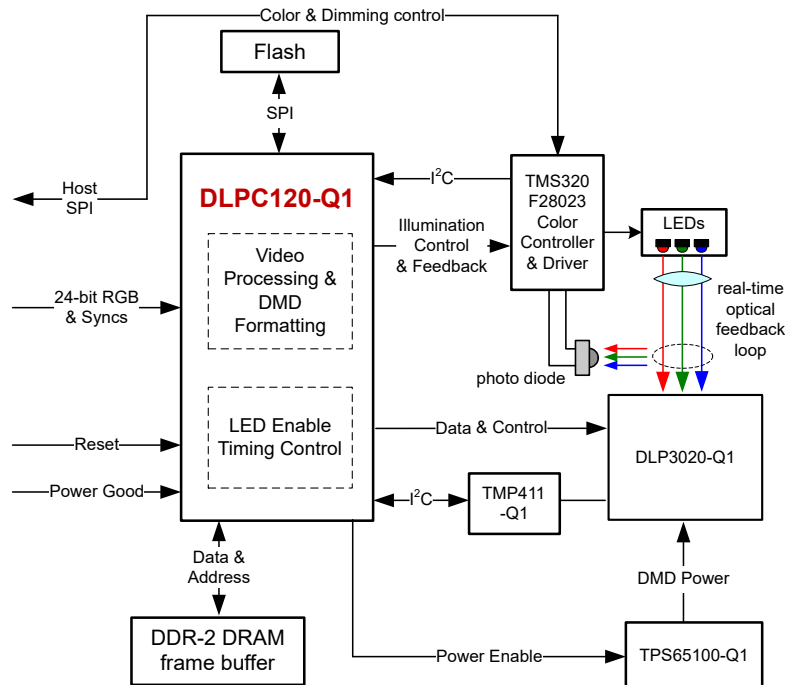 Color & Dimming control
Flash
SPI
Host
SPI
DLPC120-Q1
I²C
TMS320
F28023
Color
Controller
& Driver
LEDs
Illumination
Control
& Feedback
Video
Processing &
DMD
Formatting
24-bit RGB
& Syncs
real-time
optical
feedback
loop
photo diode
LED Enable
Timing Control
Reset
Data & Control
DLP3020-Q1
Power Good
I²C
TMP411
-Q1
Data &
Address
DMD Power
DDR-2 DRAM
frame buffer
Power Enable
TPS65100-Q1